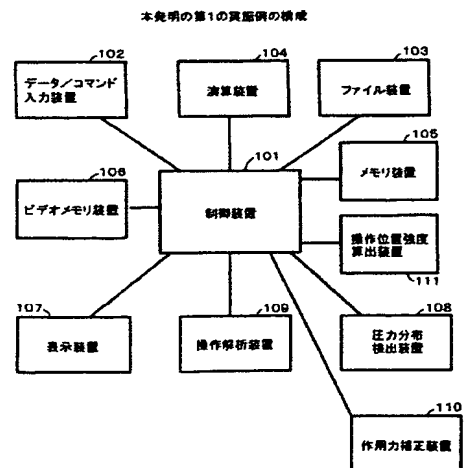 本発明の第1の実施例の構成
102
データ/コマンド
入力装置
104
演算装置
103
ファイル装置
101
制御装置
105
メモリ装置
106
ビデオメモリ装置
操作位置強度
算出装置
111
107
表示装置
109
操作解析装置
108
圧力分布
検出装置
110
作用力補正装置